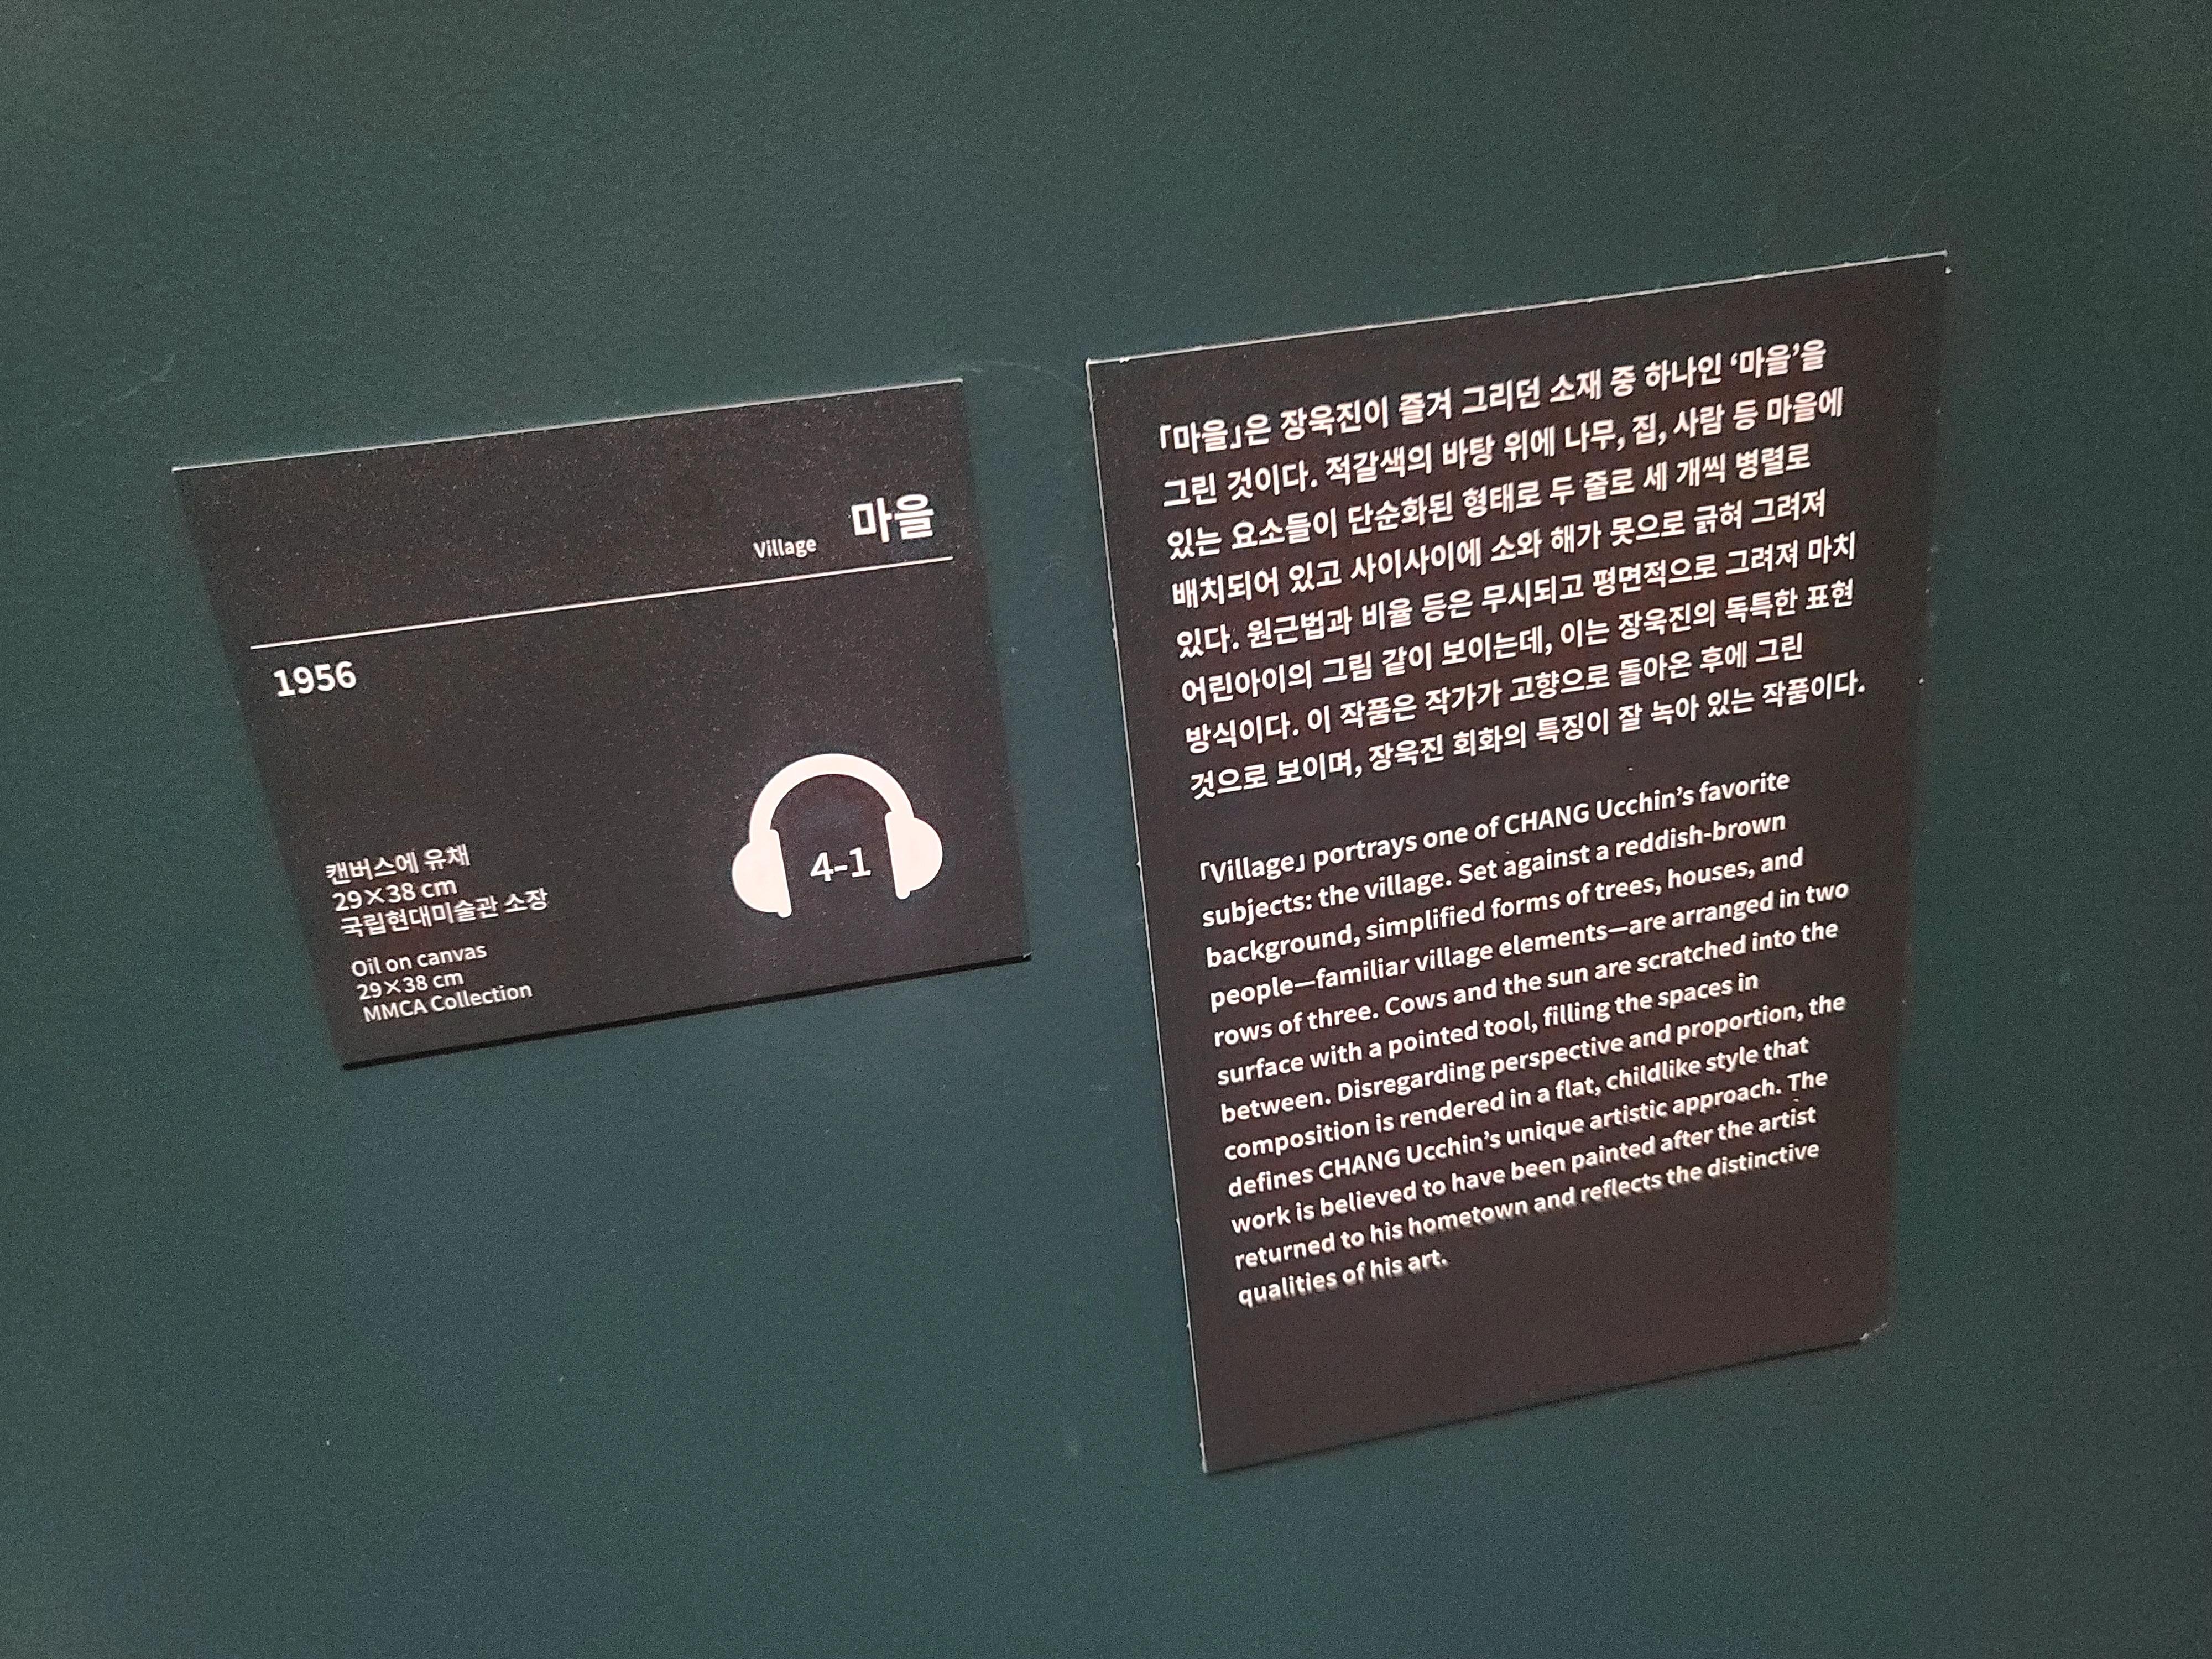 마을
Village
1956
캔버스에 유채
29×38 cm
국립현대미술관 소장
Oil on canvas
29×38 cm
MMCA Collection
4-1
「마을」은 장욱진이 즐겨 그리던 소재 중 하나인 ‘마을’을
그린 것이다. 적갈색의 바탕 위에 나무, 집, 사람 등 마을에
있는 요소들이 단순화된 형태로 두 줄로 세 개씩 병렬로
배치되어 있고 사이사이에 소와 해가 못으로 긁혀 그려져
있다. 원근법과 비율 등은 무시되고 평면적으로 그려져 마치
어린아이의 그림 같이 보이는데, 이는 장욱진의 독특한 표현
방식이다. 이 작품은 작가가 고향으로 돌아온 후에 그린
것으로 보이며, 장욱진 회화의 특징이 잘 녹아 있는 작품이다.
「Village」 portrays one of CHANG Ucchin’s favorite
subjects: the village. Set against a reddish-brown
background, simplified forms of trees, houses, and
people—familiar village elements—are arranged in two
rows of three. Cows and the sun are scratched into the
surface with a pointed tool, filling the spaces in
between. Disregarding perspective and proportion, the
composition is rendered in a flat, childlike style that
defines CHANG Ucchin’s unique artistic approach. The
work is believed to have been painted after the artist
returned to his hometown and reflects the distinctive
qualities of his art.